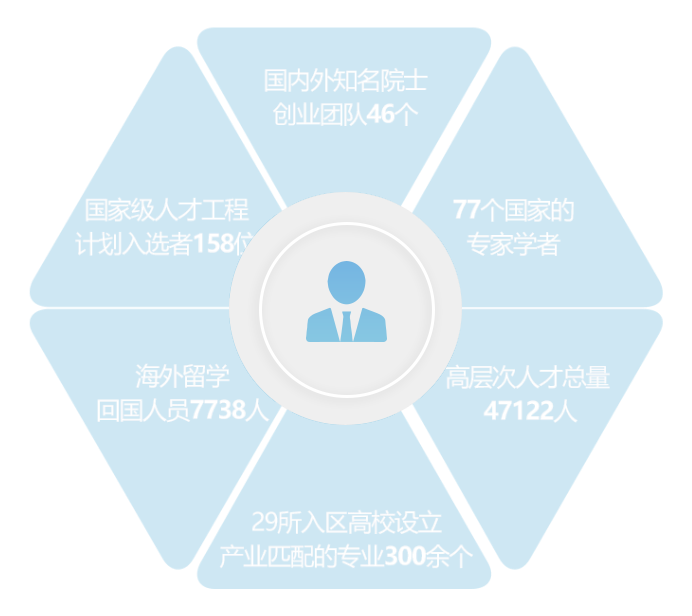 国内外知名院士
创业团队46个
国家级人才工程
计划入选者158位
77个国家的
专家学者
海外留学
回国人员7738人
高层次人才总量
47122人
29所入区高校设立
产业匹配的专业300余个